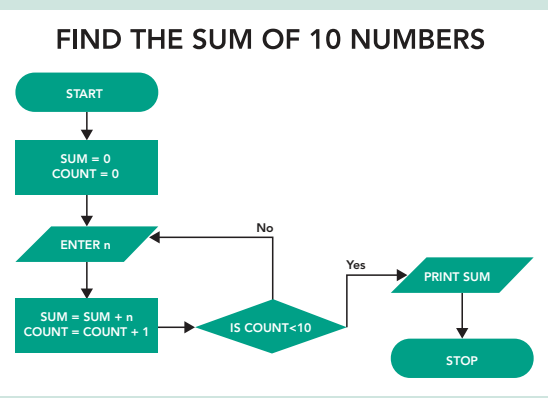 FIND THE SUM OF 10 NUMBERS
START
SUM = 0
COUNT = 0
ENTER n
SUM = SUM + n
COUNT = COUNT + 1
IS COUNT<10
No
Yes
PRINT SUM
STOP